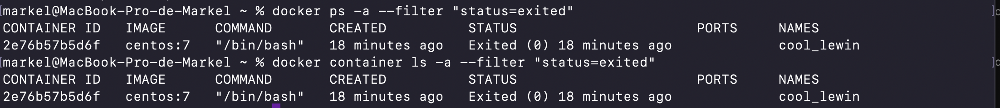 [markel@MacBook-Pro-de-Markel ~ % docker ps -a --filter "status=exited" ]
CONTAINER ID   IMAGE      COMMAND       CREATED          STATUS                      PORTS     NAMES
2e76b57b5d6f   centos:7   "/bin/bash"   18 minutes ago   Exited (0) 18 minutes ago             cool_lewin
[markel@MacBook-Pro-de-Markel ~ % docker container ls -a --filter "status=exited" ]
CONTAINER ID   IMAGE      COMMAND       CREATED          STATUS                      PORTS     NAMES
2e76b57b5d6f   centos:7   "/bin/bash"   18 minutes ago   Exited (0) 18 minutes ago             cool_lewin